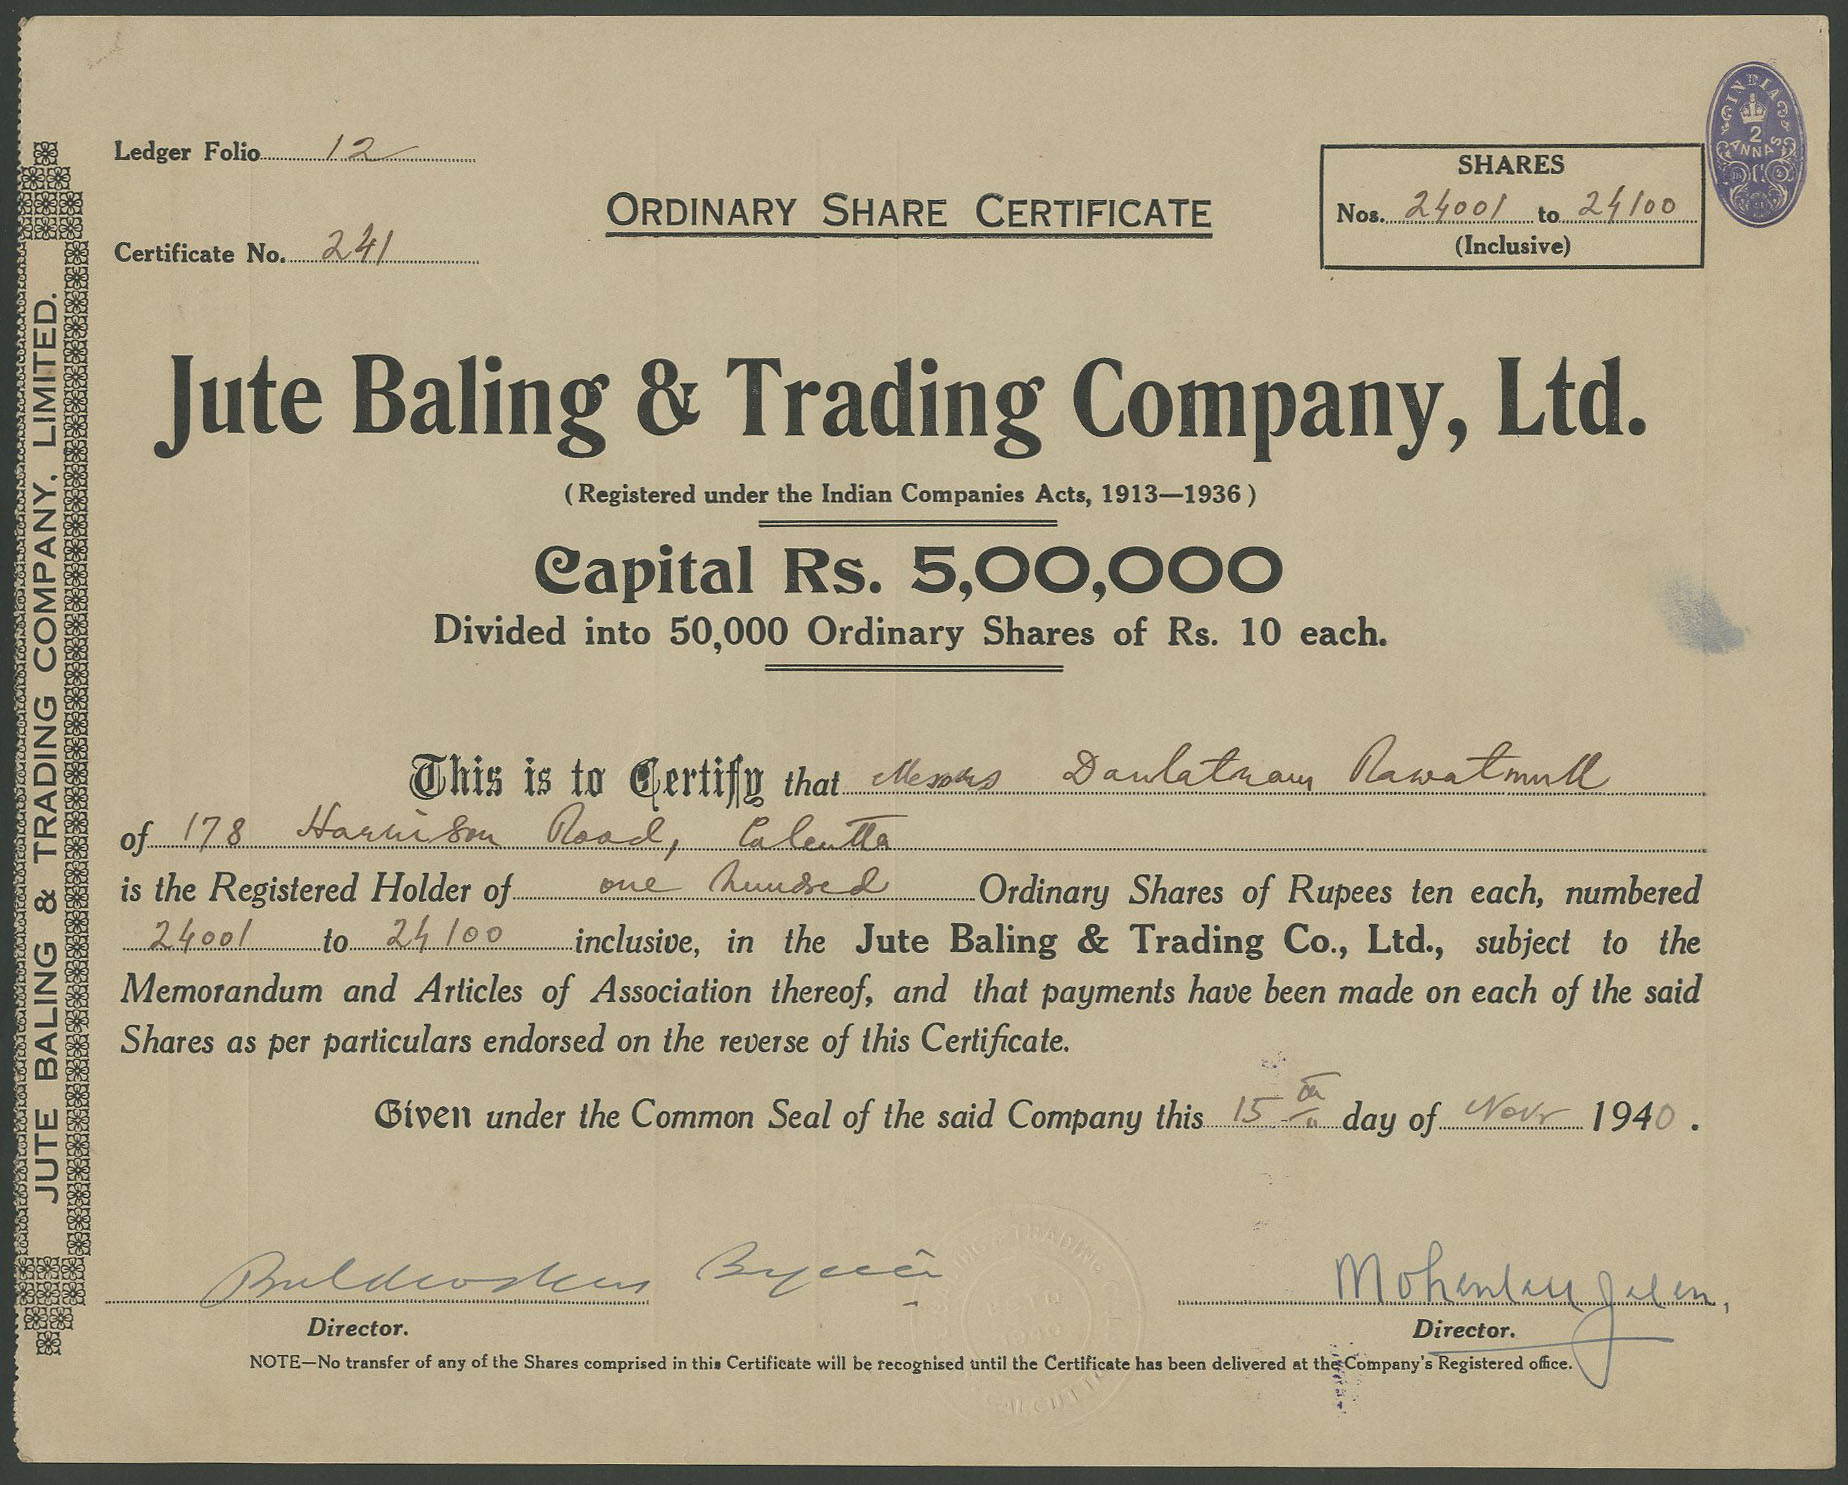 Ledger Folio 12
Certificate No. 241
ORDINARY SHARE CERTIFICATE
SHARES
Nos. 24001 to 24100
(Inclusive)
INDIA
2
ANNAS
JUTE BALING & TRADING COMPANY, LIMITED.
Jute Baling & Trading Company, Ltd.
(Registered under the Indian Companies Acts, 1913—1936)
Capital Rs. 5,00,000
Divided into 50,000 Ordinary Shares of Rs. 10 each.
This is to Certify that Messrs Daulatram Rawatmull
of 178 Harrison Road, Calcutta
is the Registered Holder of one hundred Ordinary Shares of Rupees ten each, numbered
24001 to 24100 inclusive, in the Jute Baling & Trading Co., Ltd., subject to the
Memorandum and Articles of Association thereof, and that payments have been made on each of the said
Shares as per particulars endorsed on the reverse of this Certificate.
Given under the Common Seal of the said Company this 15th day of Novr 1940.
Mohanlall Jalan,
Director.
Director.
NOTE—No transfer of any of the Shares comprised in this Certificate will be recognised until the Certificate has been delivered at the Company's Registered office.